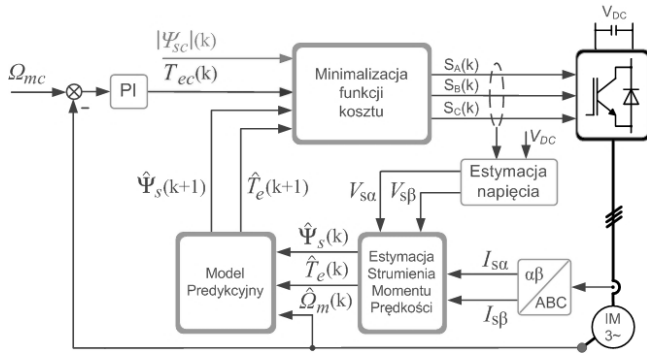 V_DC
|Ψ_sc|(k)
Ω_mc
PI
T_ec(k)
Minimalizacja
funkcji
kosztu
S_A(k)
S_B(k)
S_C(k)
V_DC
Estymacja
napięcia
Ψ̂_s(k+1)
T̂_e(k+1)
V_sα
V_sβ
Model
Predykcyjny
Ψ̂_s(k)
T̂_e(k)
Ω̂_m(k)
Estymacja
Strumienia
Momentu
Prędkości
I_sα
I_sβ
αβ
ABC
IM
3~